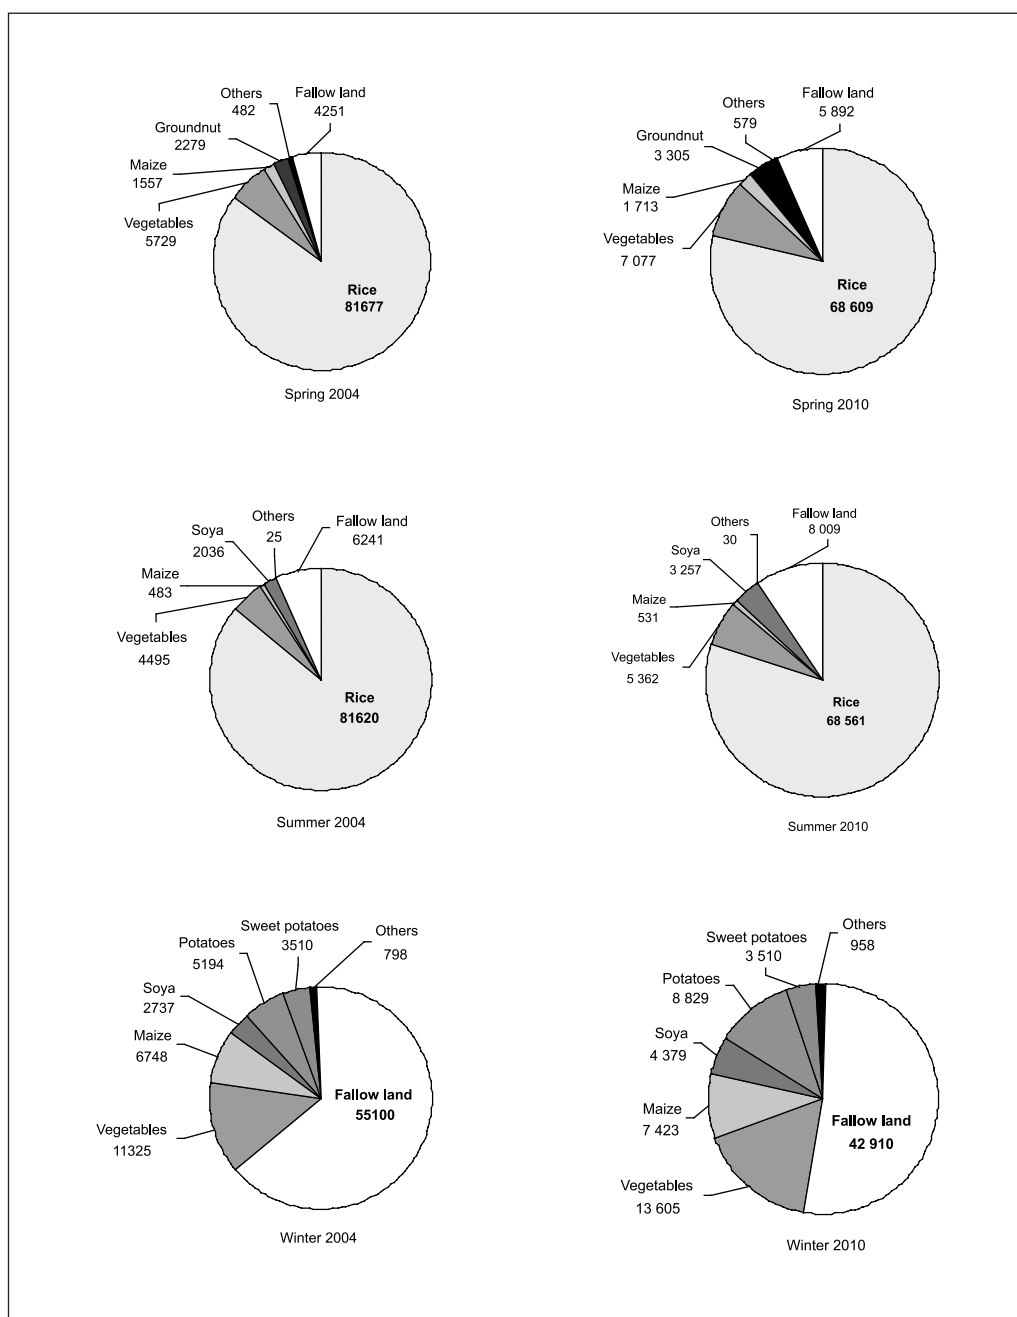 Others
482
Fallow land
4251
Groundnut
2279
Maize
1557
Vegetables
5729
Rice
81677
Spring 2004
Others
579
Fallow land
5 892
Groundnut
3 305
Maize
1 713
Vegetables
7 077
Rice
68 609
Spring 2010
Others
25
Fallow land
6241
Soya
2036
Maize
483
Vegetables
4495
Rice
81620
Summer 2004
Others
30
Fallow land
8 009
Soya
3 257
Maize
531
Vegetables
5 362
Rice
68 561
Summer 2010
Sweet potatoes
3510
Others
798
Potatoes
5194
Soya
2737
Maize
6748
Vegetables
11325
Fallow land
55100
Winter 2004
Sweet potatoes
3 510
Others
958
Potatoes
8 829
Soya
4 379
Maize
7 423
Vegetables
13 605
Fallow land
42 910
Winter 2010